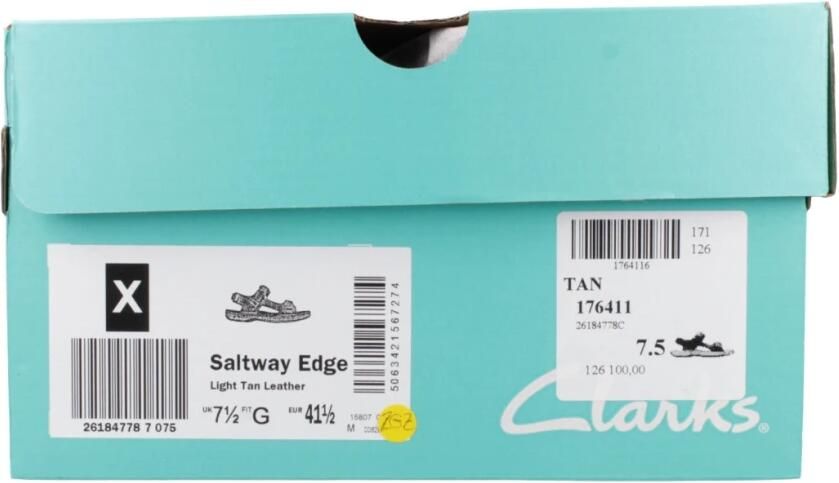 X
Saltway Edge
Light Tan Leather
UK 7½ FIT G EUR 41½
26184778 7 075
5063421567274
15807
M
171
126
1764116
TAN
176411
26184778C
7.5
126 100,00
Clarks®